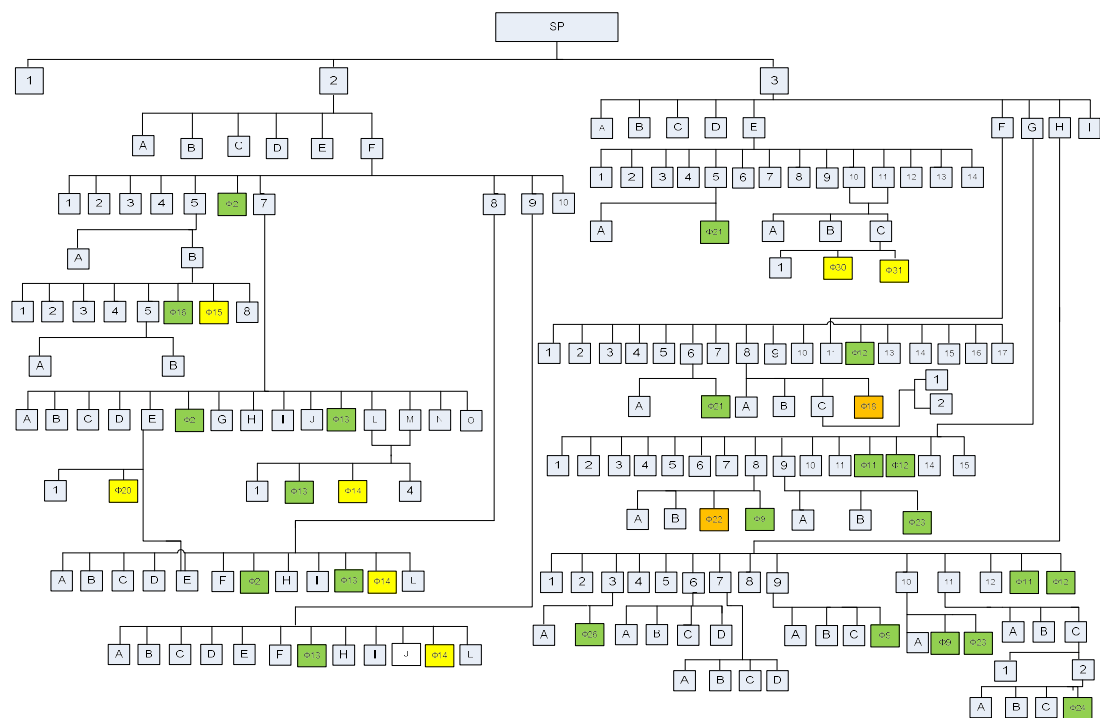 SP
1 2 3
A B C D E F
A B C D E F G H I
1 2 3 4 5 Φ2 7 8 9 10
1 2 3 4 5 6 7 8 9 10 11 12 13 14
A B
A Φ21
A B C
1 Φ30 Φ31
1 2 3 4 5 Φ16 Φ15 8
A B
1 2 3 4 5 6 7 8 9 10 11 Φ12 13 14 15 16 17
A Φ21 A B C Φ18
1
2
A B C D E Φ2 G H I J Φ13 L M N O
1 Φ20 1 Φ13 Φ14 4
1 2 3 4 5 6 7 8 9 10 11 Φ11 Φ12 14 15
A B Φ22 Φ9 A B Φ23
A B C D E F Φ2 H I Φ13 Φ14 L
1 2 3 4 5 6 7 8 9 10 11 12 Φ11 Φ12
A Φ26 A B C D A B C Φ5 A Φ9 Φ23 A B C
A B C D E F Φ13 H I J Φ14 L
A B C D
1 2
A B C Φ24